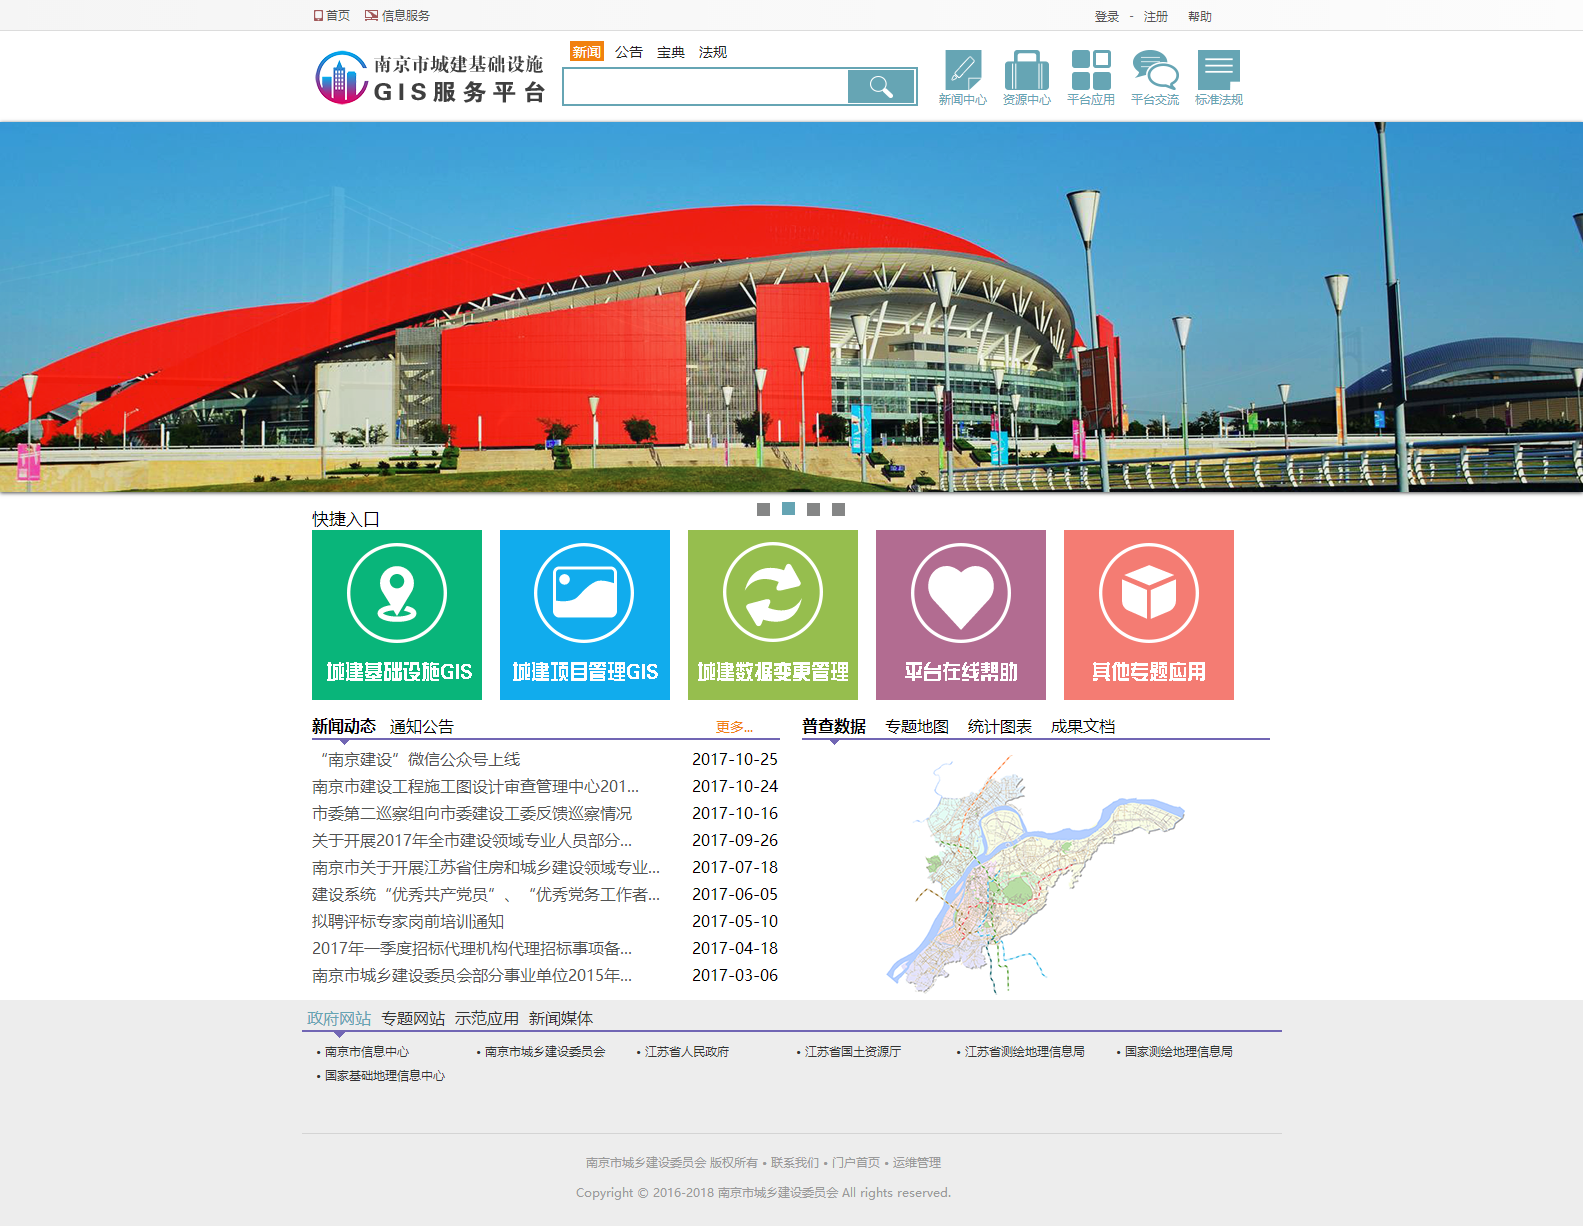 首页 信息服务 登录 - 注册 帮助
南京市城建基础设施
GIS服务平台
新闻 公告 宝典 法规
新闻中心 资源中心 平台应用 平台交流 标准法规
快捷入口
城建基础设施GIS 城建项目管理GIS 城建数据变更管理 平台在线帮助 其他专题应用
新闻动态 通知公告 更多...
“南京建设”微信公众号上线 2017-10-25
南京市建设工程施工图设计审查管理中心201... 2017-10-24
市委第二巡察组向市委建设工委反馈巡察情况 2017-10-16
关于开展2017年全市建设领域专业人员部分... 2017-09-26
南京市关于开展江苏省住房和城乡建设领域专业... 2017-07-18
建设系统“优秀共产党员”、“优秀党务工作者... 2017-06-05
拟聘评标专家岗前培训通知 2017-05-10
2017年一季度招标代理机构代理招标事项备... 2017-04-18
南京市城乡建设委员会部分事业单位2015年... 2017-03-06
普查数据 专题地图 统计图表 成果文档
政府网站 专题网站 示范应用 新闻媒体
• 南京市信息中心 • 南京市城乡建设委员会 • 江苏省人民政府 • 江苏省国土资源厅 • 江苏省测绘地理信息局 • 国家测绘地理信息局
• 国家基础地理信息中心
南京市城乡建设委员会 版权所有 • 联系我们 • 门户首页 • 运维管理
Copyright © 2016-2018 南京市城乡建设委员会 All rights reserved.